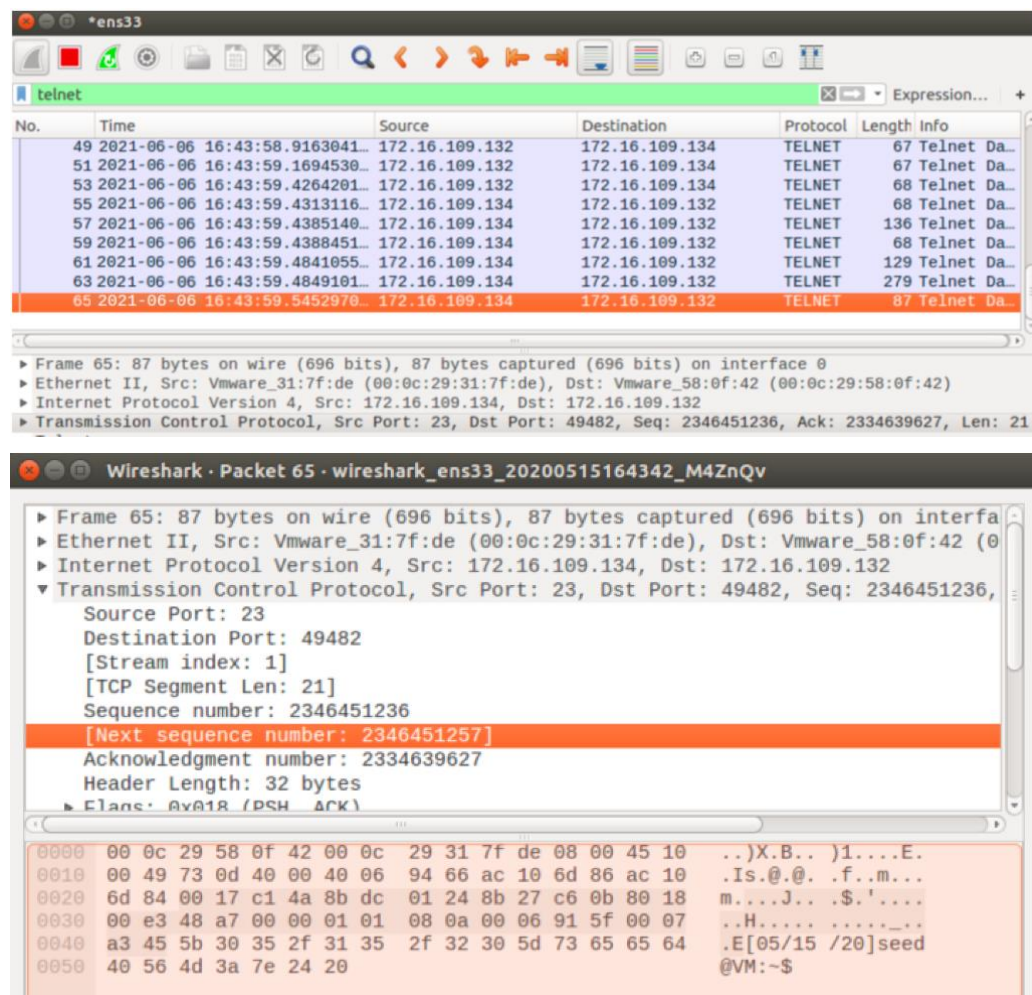 *ens33
telnet Expression... +
No. Time Source Destination Protocol Length Info
49 2021-06-06 16:43:58.9163041… 172.16.109.132 172.16.109.134 TELNET 67 Telnet Da…
51 2021-06-06 16:43:59.1694530… 172.16.109.132 172.16.109.134 TELNET 67 Telnet Da…
53 2021-06-06 16:43:59.4264201… 172.16.109.132 172.16.109.134 TELNET 68 Telnet Da…
55 2021-06-06 16:43:59.4313116… 172.16.109.134 172.16.109.132 TELNET 68 Telnet Da…
57 2021-06-06 16:43:59.4385140… 172.16.109.134 172.16.109.132 TELNET 136 Telnet Da…
59 2021-06-06 16:43:59.4388451… 172.16.109.134 172.16.109.132 TELNET 68 Telnet Da…
61 2021-06-06 16:43:59.4841055… 172.16.109.134 172.16.109.132 TELNET 129 Telnet Da…
63 2021-06-06 16:43:59.4849101… 172.16.109.134 172.16.109.132 TELNET 279 Telnet Da…
65 2021-06-06 16:43:59.5452970… 172.16.109.134 172.16.109.132 TELNET 87 Telnet Da…
Frame 65: 87 bytes on wire (696 bits), 87 bytes captured (696 bits) on interface 0
Ethernet II, Src: Vmware_31:7f:de (00:0c:29:31:7f:de), Dst: Vmware_58:0f:42 (00:0c:29:58:0f:42)
Internet Protocol Version 4, Src: 172.16.109.134, Dst: 172.16.109.132
Transmission Control Protocol, Src Port: 23, Dst Port: 49482, Seq: 2346451236, Ack: 2334639627, Len: 21
Wireshark · Packet 65 · wireshark_ens33_20200515164342_M4ZnQv
Frame 65: 87 bytes on wire (696 bits), 87 bytes captured (696 bits) on interfa
Ethernet II, Src: Vmware_31:7f:de (00:0c:29:31:7f:de), Dst: Vmware_58:0f:42 (0
Internet Protocol Version 4, Src: 172.16.109.134, Dst: 172.16.109.132
Transmission Control Protocol, Src Port: 23, Dst Port: 49482, Seq: 2346451236,
Source Port: 23
Destination Port: 49482
[Stream index: 1]
[TCP Segment Len: 21]
Sequence number: 2346451236
[Next sequence number: 2346451257]
Acknowledgment number: 2334639627
Header Length: 32 bytes
Flags: 0x018 (PSH, ACK)
0000 00 0c 29 58 0f 42 00 0c 29 31 7f de 08 00 45 10 ..)X.B.. )1....E.
0010 00 49 73 0d 40 00 40 06 94 66 ac 10 6d 86 ac 10 .Is.@.@. .f..m...
0020 6d 84 00 17 c1 4a 8b dc 01 24 8b 27 c6 0b 80 18 m....J.. .$.'....
0030 00 e3 48 a7 00 00 01 01 08 0a 00 06 91 5f 00 07 ..H..... ....._..
0040 a3 45 5b 30 35 2f 31 35 2f 32 30 5d 73 65 65 64 .E[05/15 /20]seed
0050 40 56 4d 3a 7e 24 20 @VM:~$